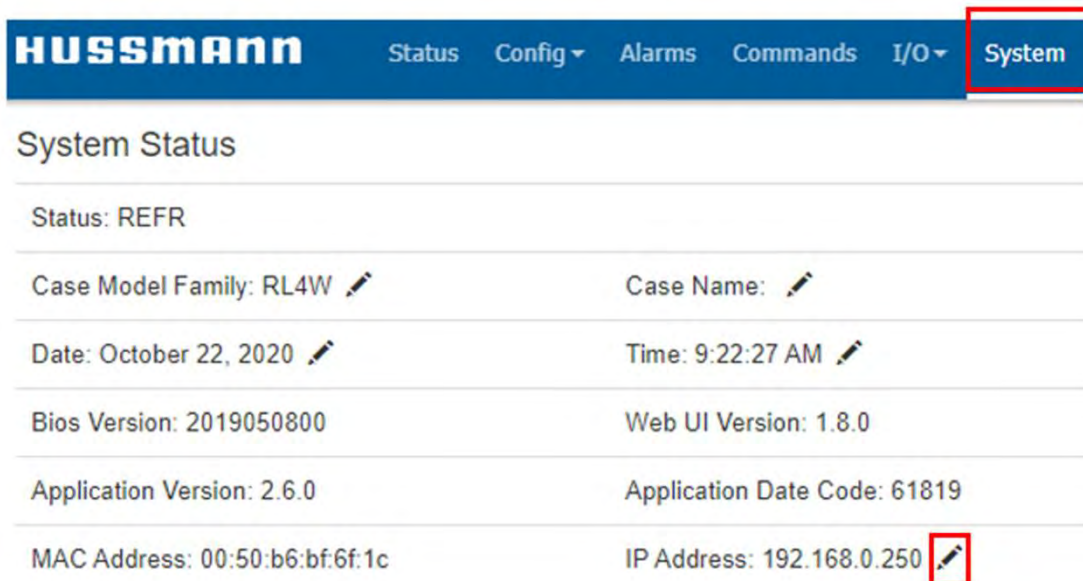 HUSSMANN Status Config I/O Alarms Commands System
System Status
Status: REFR
Case Model Family: RL4W Case Name:
Date: October 22, 2020 Time: 9:22:27 AM
Bios Version: 2019050800 Web UI Version: 1.8.0
Application Version: 2.6.0 Application Date Code: 61819
MAC Address: 00:50:b6:bf:6f:1c IP Address: 192.168.0.250